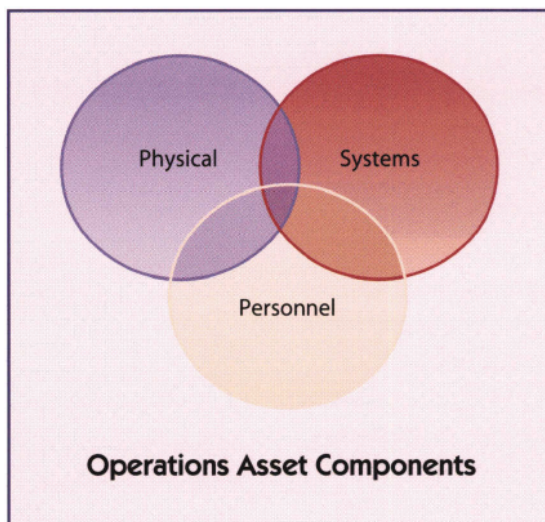 Physical
Systems
Personnel
Operations Asset Components